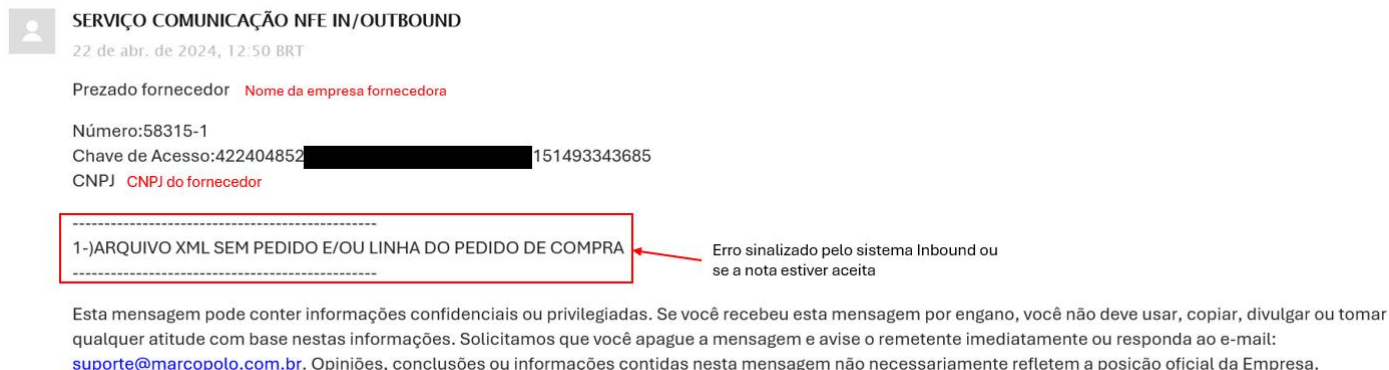 SERVIÇO COMUNICAÇÃO NFE IN/OUTBOUND
22 de abr. de 2024, 12:50 BRT
Prezado fornecedor Nome da empresa fornecedora
Número:58315-1
Chave de Acesso:422404852 151493343685
CNPJ CNPJ do fornecedor
------------------------------------------------
1-)ARQUIVO XML SEM PEDIDO E/OU LINHA DO PEDIDO DE COMPRA
------------------------------------------------
Erro sinalizado pelo sistema Inbound ou
se a nota estiver aceita
Esta mensagem pode conter informações confidenciais ou privilegiadas. Se você recebeu esta mensagem por engano, você não deve usar, copiar, divulgar ou tomar
qualquer atitude com base nestas informações. Solicitamos que você apague a mensagem e avise o remetente imediatamente ou responda ao e-mail:
suporte@marcopolo.com.br. Opiniões, conclusões ou informações contidas nesta mensagem não necessariamente refletem a posição oficial da Empresa.